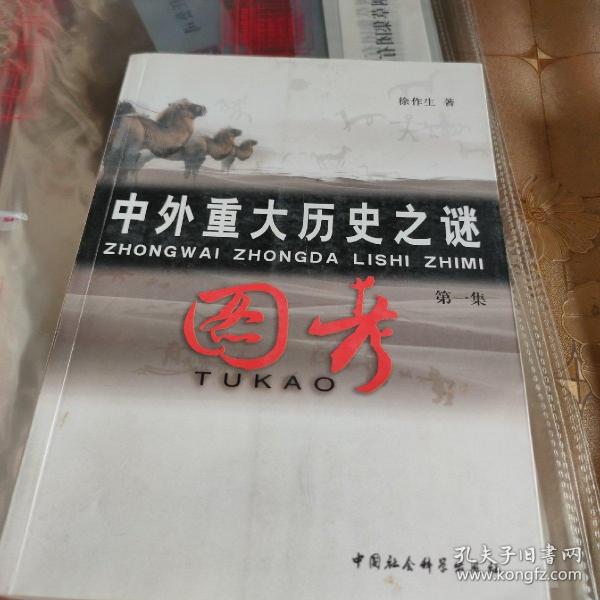 徐作生 著
中外重大历史之谜
ZHONGWAI ZHONGDA LISHI ZHIMI
图考
第一集
TUKAO
中国社会科学出版社
孔夫子旧书网
www.kongfz.com